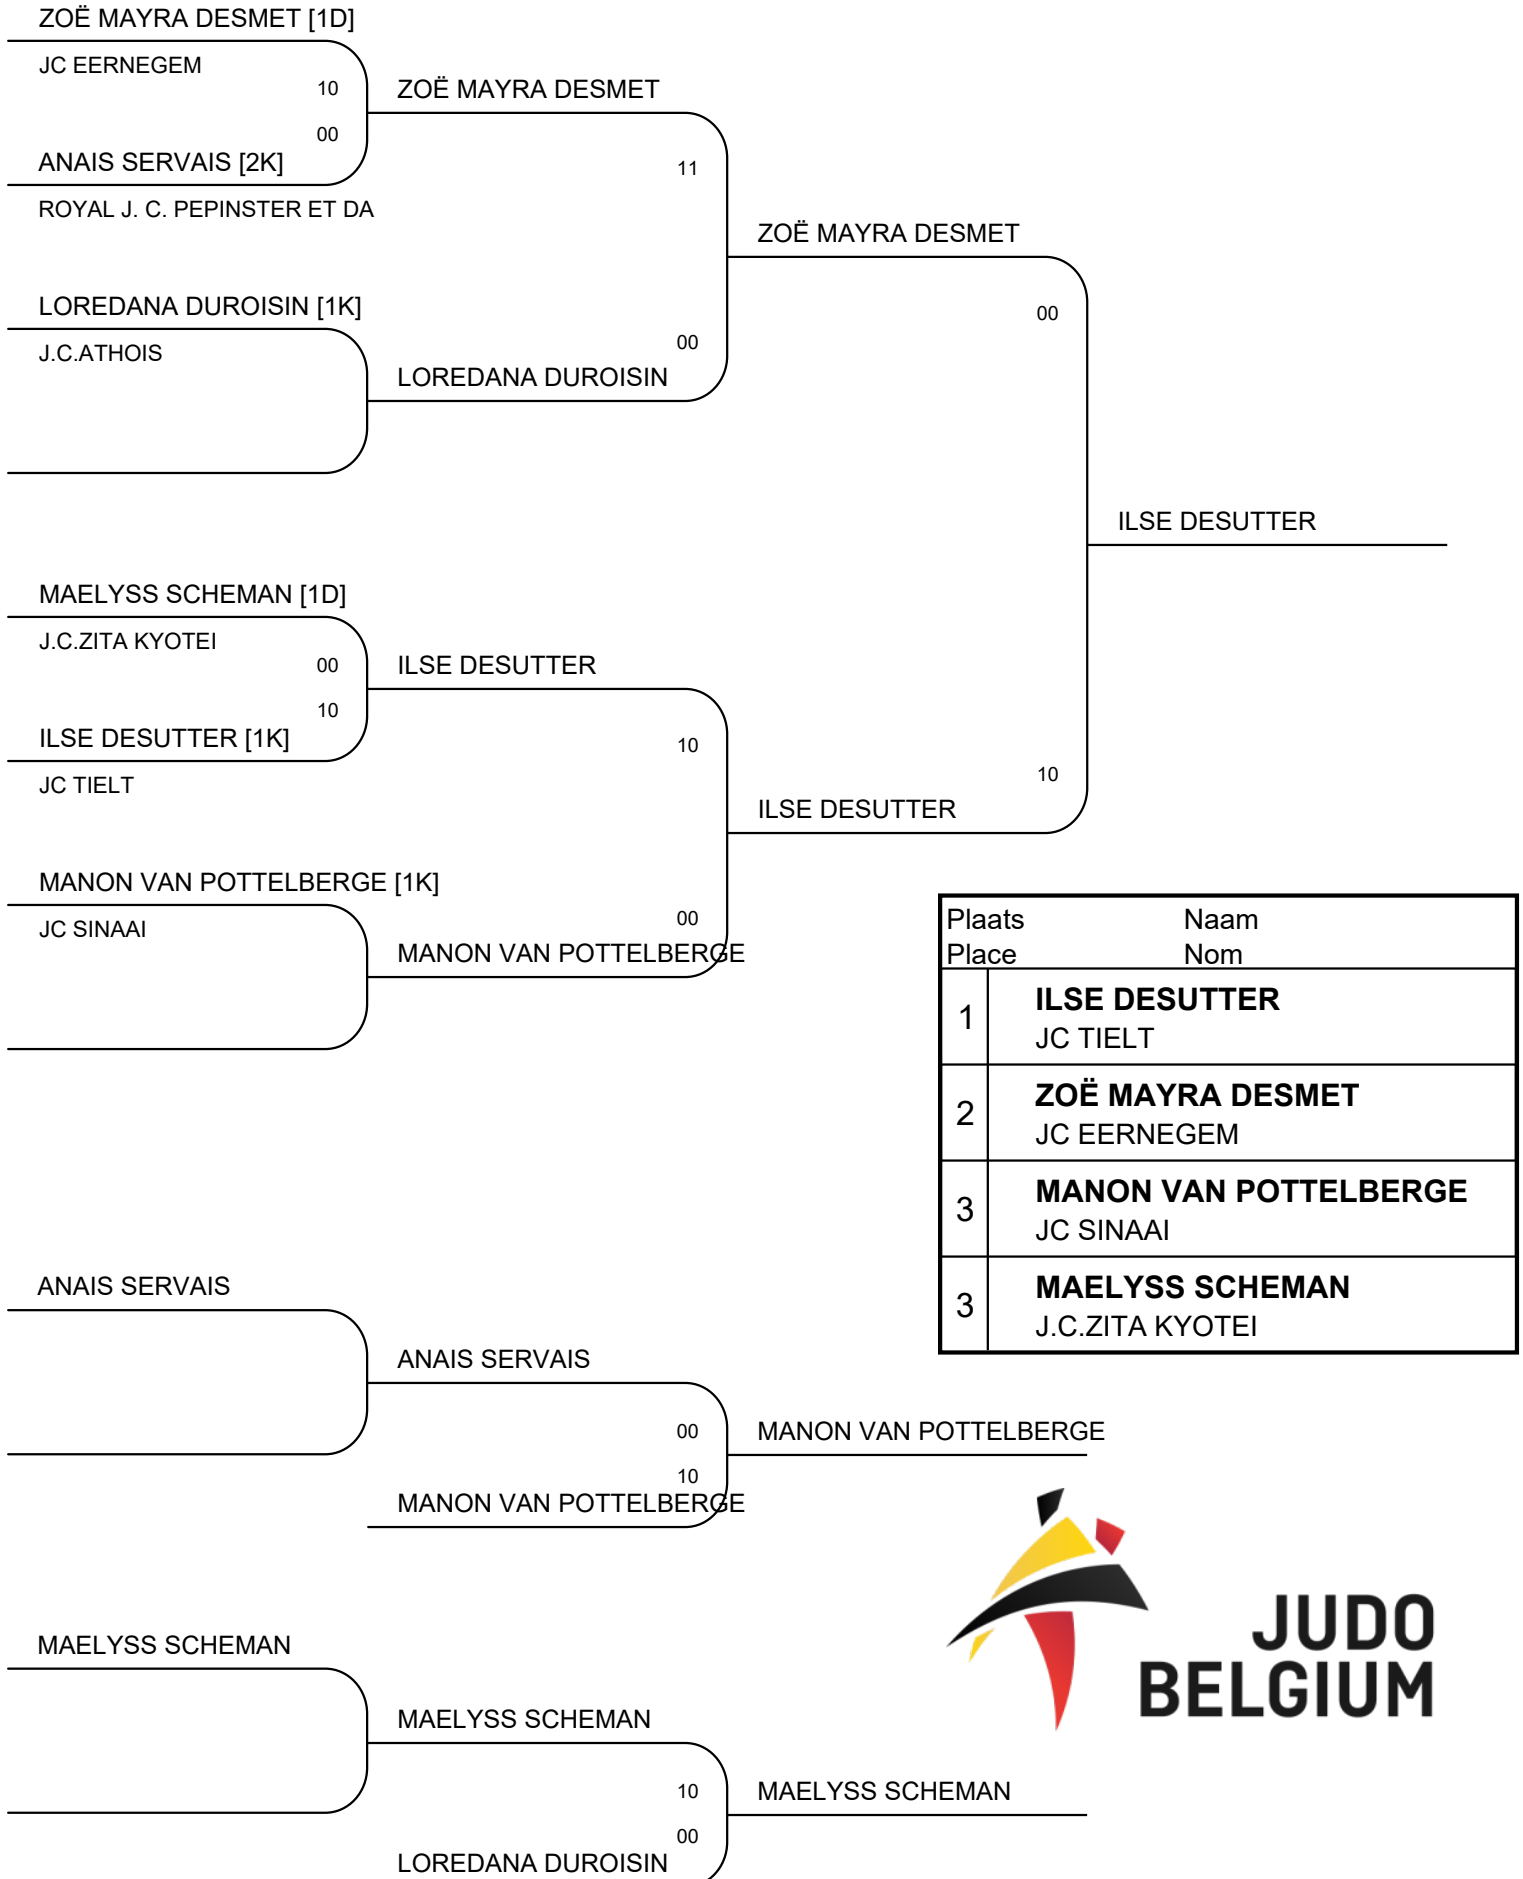 ZOË MAYRA DESMET [1D]
JC EERNEGEM
10
ZOË MAYRA DESMET
00
ANAIS SERVAIS [2K]
11
ROYAL J. C. PEPINSTER ET DA
ZOË MAYRA DESMET
LOREDANA DUROISIN [1K]
00
J.C.ATHOIS
00
LOREDANA DUROISIN
ILSE DESUTTER
MAELYSS SCHEMAN [1D]
J.C.ZITA KYOTEI
00
ILSE DESUTTER
10
ILSE DESUTTER [1K]
10
JC TIELT
10
ILSE DESUTTER
MANON VAN POTTELBERGE [1K]
JC SINAAI
00
MANON VAN POTTELBERGE
Plaats Naam
Place Nom
1 ILSE DESUTTER
JC TIELT
2 ZOË MAYRA DESMET
JC EERNEGEM
3 MANON VAN POTTELBERGE
JC SINAAI
3 MAELYSS SCHEMAN
J.C.ZITA KYOTEI
ANAIS SERVAIS
ANAIS SERVAIS
00
MANON VAN POTTELBERGE
10
MANON VAN POTTELBERGE
JUDO
BELGIUM
MAELYSS SCHEMAN
MAELYSS SCHEMAN
10
MAELYSS SCHEMAN
00
LOREDANA DUROISIN